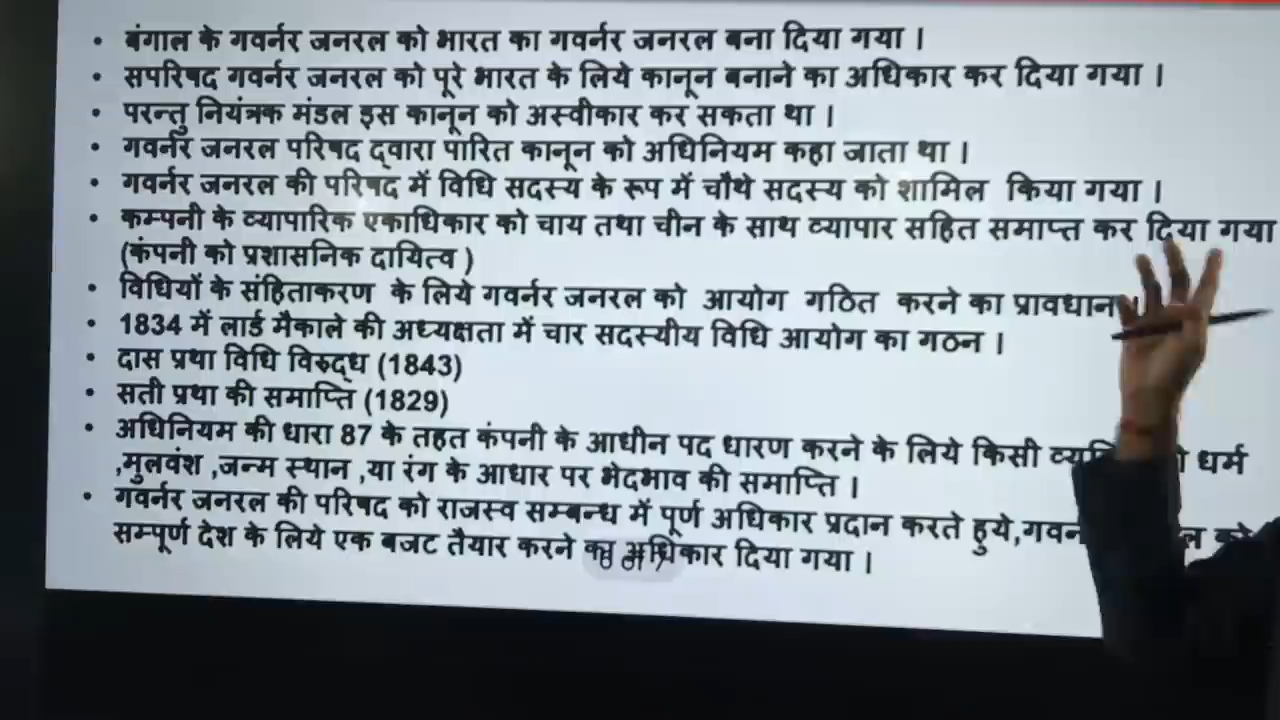 • बंगाल के गवर्नर जनरल को भारत का गवर्नर जनरल बना दिया गया ।
• सपरिषद गवर्नर जनरल को पूरे भारत के लिये कानून बनाने का अधिकार कर दिया गया ।
• परन्तु नियंत्रक मंडल इस कानून को अस्वीकार कर सकता था ।
• गवर्नर जनरल परिषद द्वारा पारित कानून को अधिनियम कहा जाता था ।
• गवर्नर जनरल की परिषद में विधि सदस्य के रूप में चौथे सदस्य को शामिल किया गया ।
• कम्पनी के व्यापारिक एकाधिकार को चाय तथा चीन के साथ व्यापार सहित समाप्त कर दिया गया
(कंपनी को प्रशासनिक दायित्व )
• विधियों के संहिताकरण के लिये गवर्नर जनरल को आयोग गठित करने का प्रावधान
• 1834 में लार्ड मैकाले की अध्यक्षता में चार सदस्यीय विधि आयोग का गठन ।
• दास प्रथा विधि विरुद्ध (1843)
• सती प्रथा की समाप्ति (1829)
• अधिनियम की धारा 87 के तहत कंपनी के आधीन पद धारण करने के लिये किसी धर्म
,मुलवंश ,जन्म स्थान ,या रंग के आधार पर भेदभाव की समाप्ति ।
• गवर्नर जनरल की परिषद को राजस्व सम्बन्ध में पूर्ण अधिकार प्रदान करते हुये, को
सम्पूर्ण देश के लिये एक बजट तैयार करने का अधिकार दिया गया ।